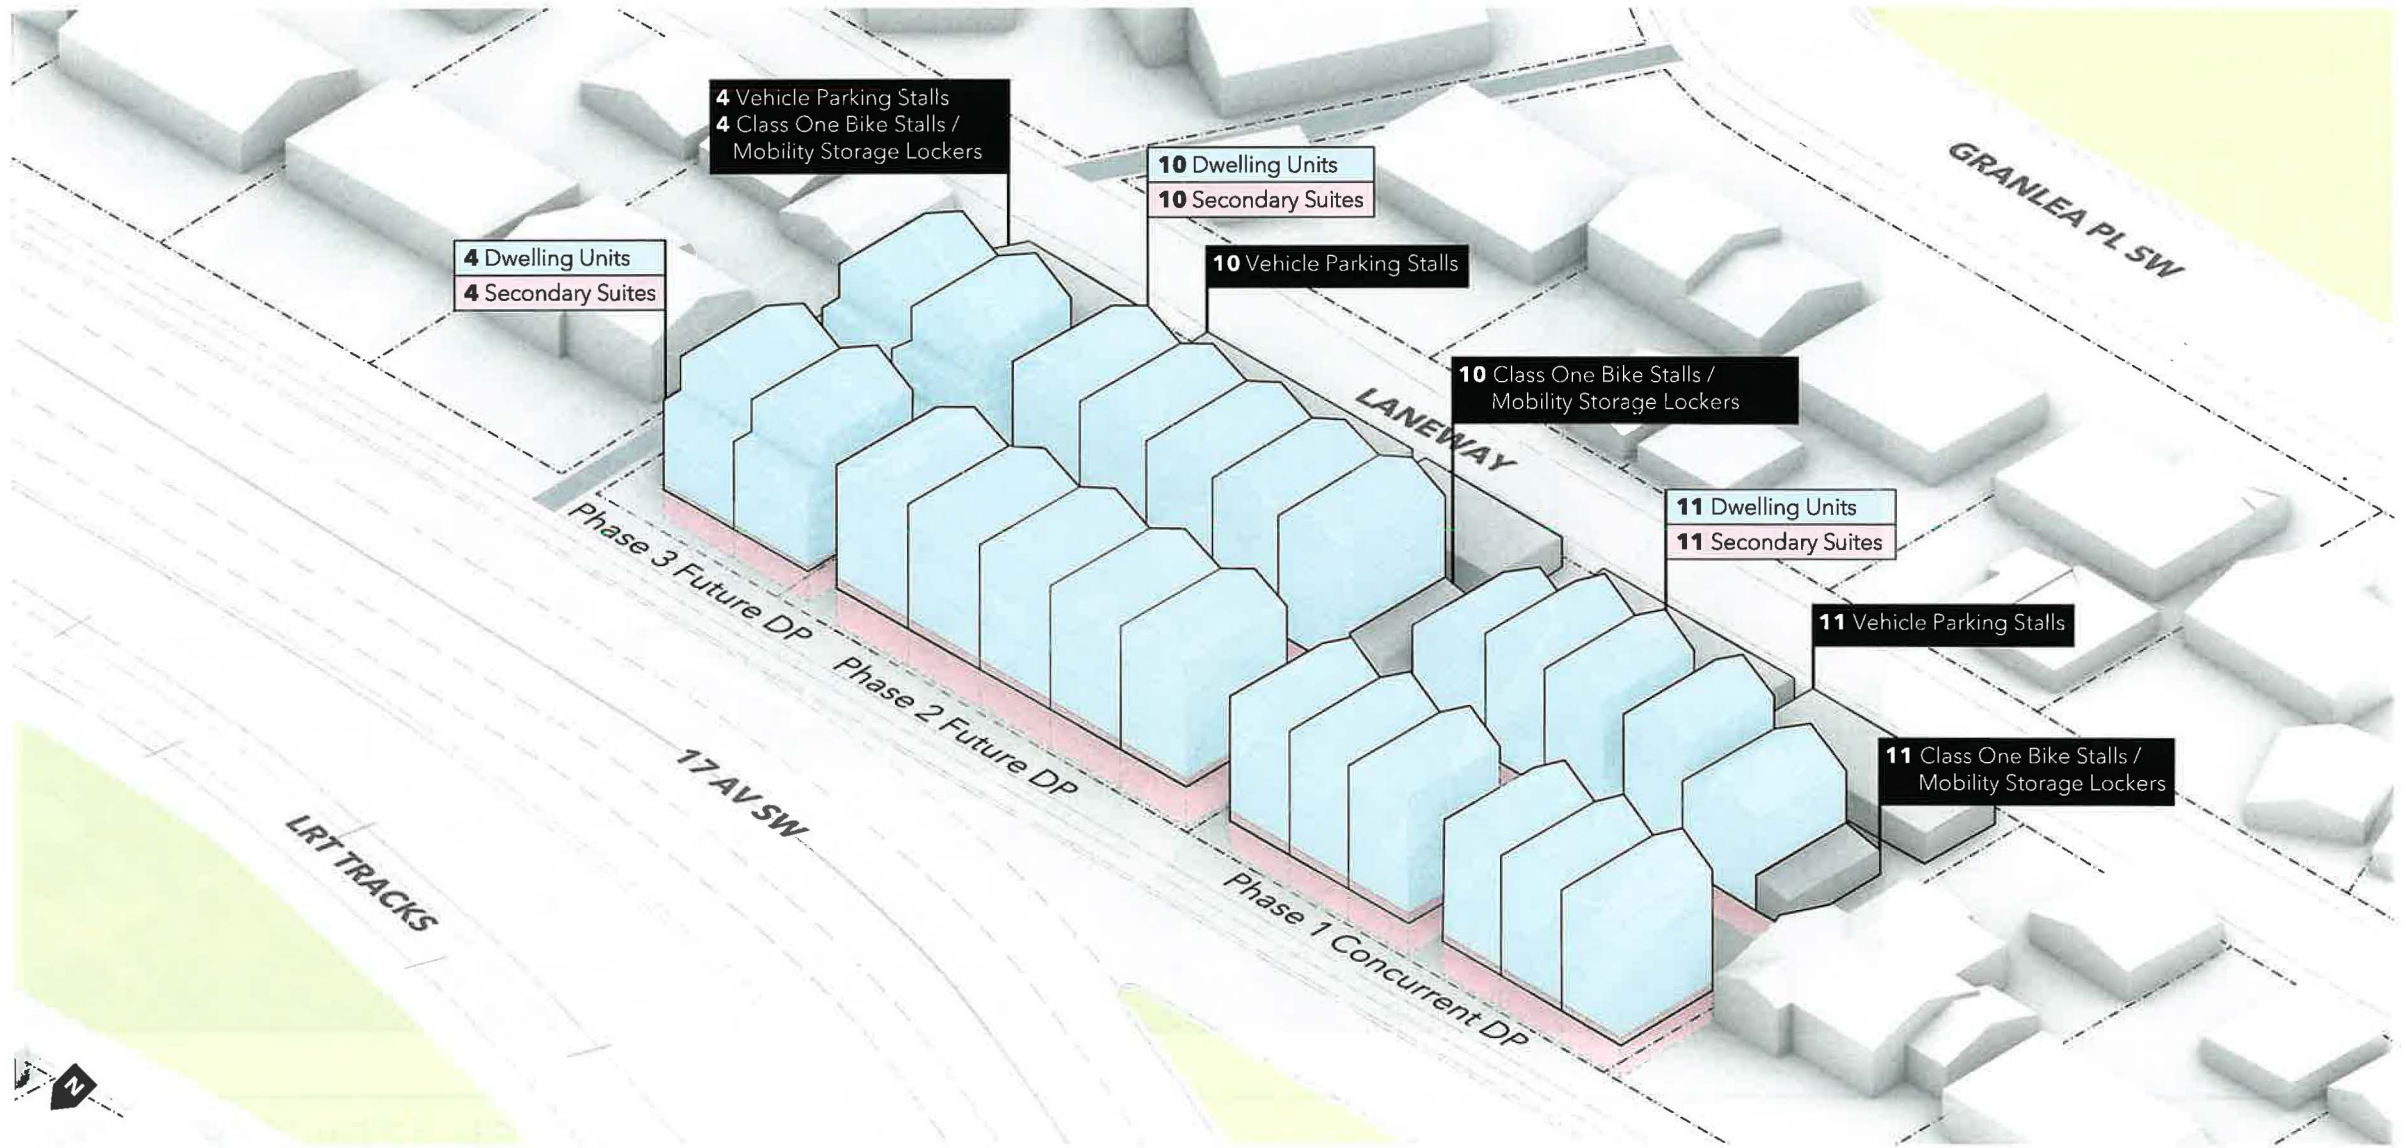 4 Vehicle Parking Stalls
4 Class One Bike Stalls /
Mobility Storage Lockers
10 Dwelling Units
10 Secondary Suites
GRANLEA PL SW
4 Dwelling Units
4 Secondary Suites
10 Vehicle Parking Stalls
10 Class One Bike Stalls /
Mobility Storage Lockers
LANEWAY
11 Dwelling Units
11 Secondary Suites
Phase 3 Future DP
11 Vehicle Parking Stalls
Phase 2 Future DP
17 AV SW
11 Class One Bike Stalls /
Mobility Storage Lockers
LRT TRACKS
Phase 1 Concurrent DP
N